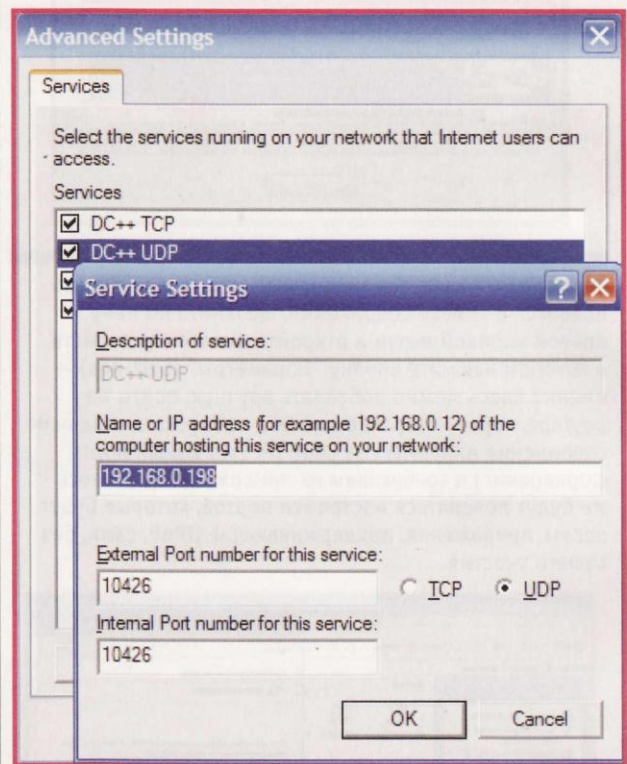 Advanced Settings
Services
Select the services running on your network that Internet users can
access.
Services
DC++ TCP
DC++ UDP
Service Settings
Description of service:
DC++ UDP
Name or IP address (for example 192.168.0.12) of the
computer hosting this service on your network:
192.168.0.198
External Port number for this service:
10426
TCP
UDP
Internal Port number for this service:
10426
OK
Cancel